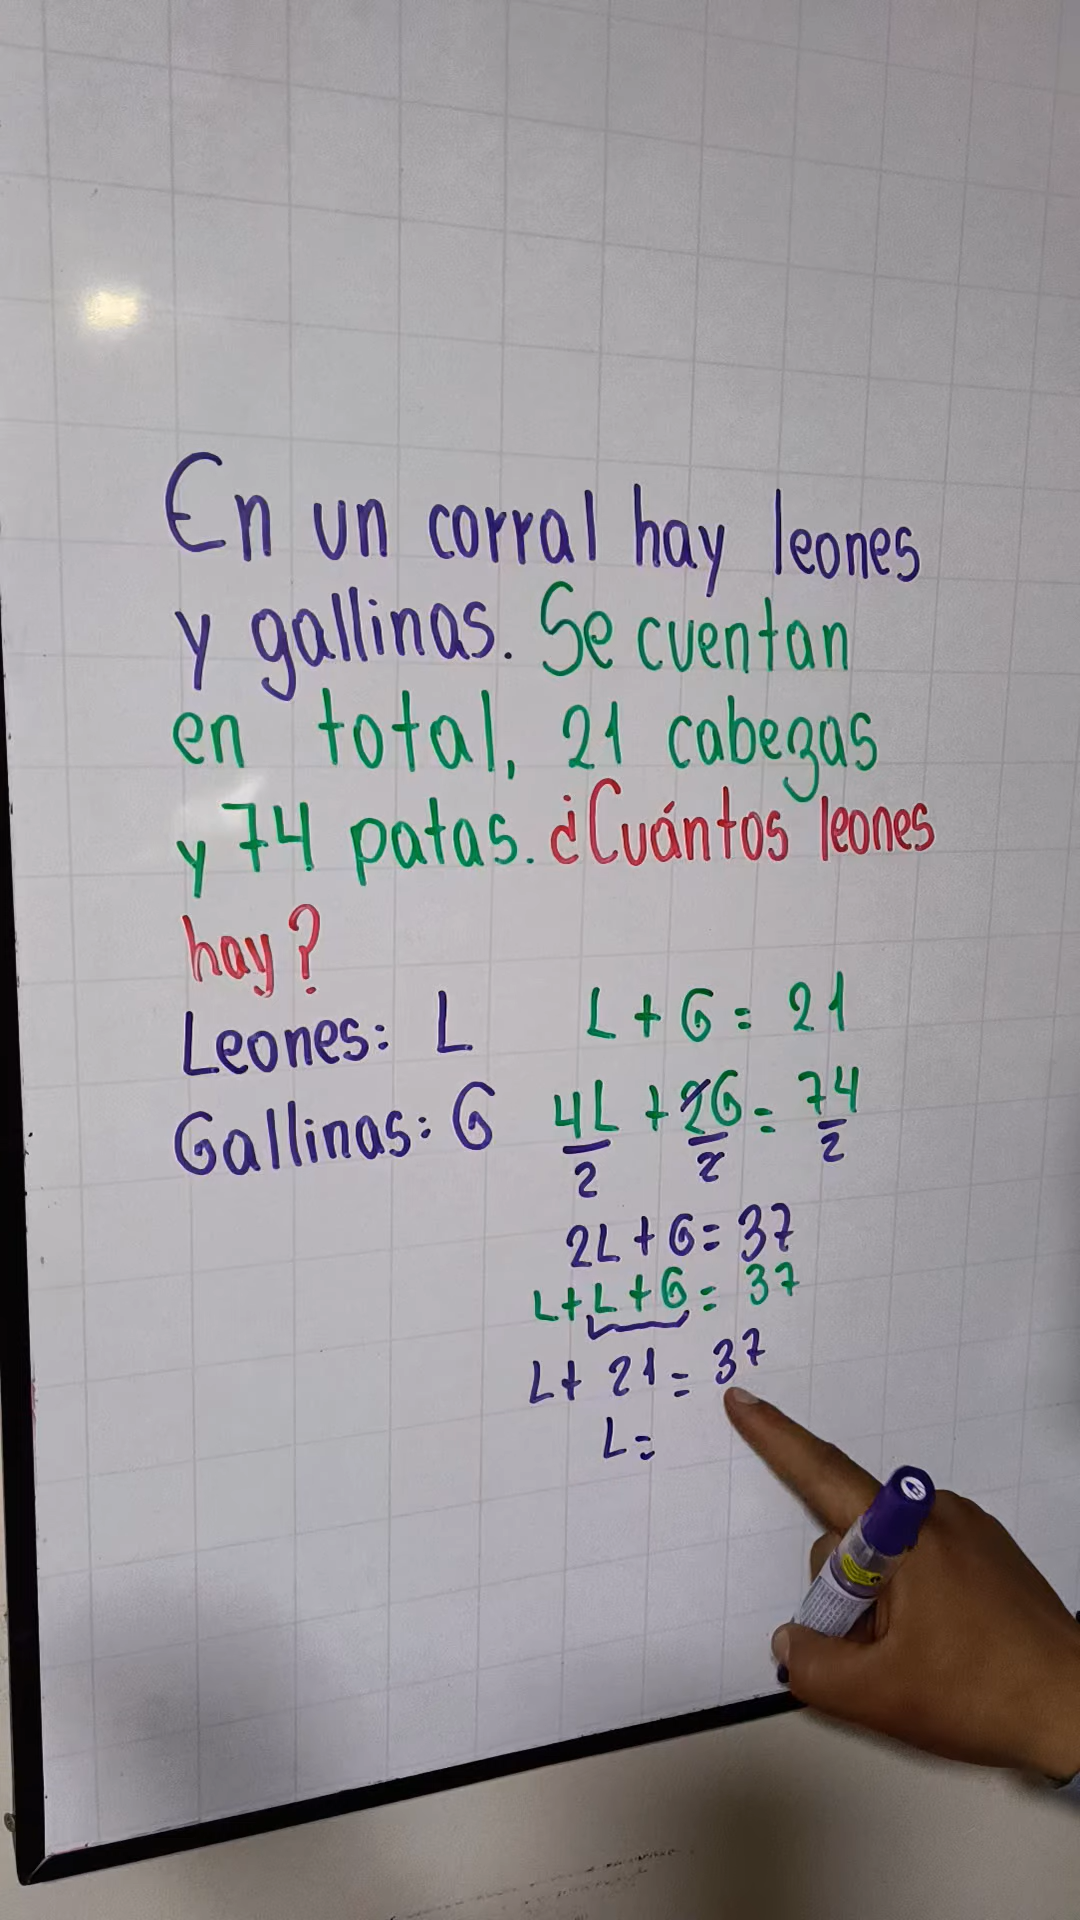 En un corral hay leones
y gallinas. Se cuentan
en total, 21 cabezas
y 74 patas. ¿Cuántos leones
hay?
Leones: L
Gallinas: G
L + G = 21
4L/2 + 2G/2 = 74/2
2L + G = 37
L + L + G = 37
L + 21 = 37
L =